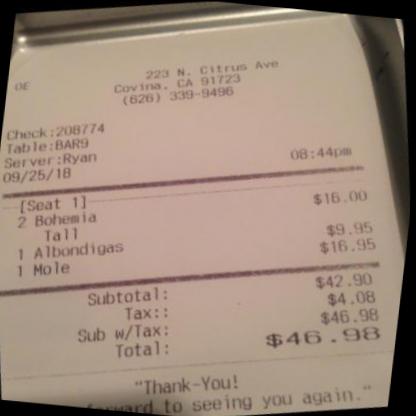 OE
223 N. Citrus Ave
Covina, CA 91723
(626) 339-9496
Check:208774
Table:BAR9
Server:Ryan 08:44pm
09/25/18
[Seat 1]
2 Bohemia $16.00
Tall
1 Albondigas $9.95
1 Mole $16.95
Subtotal: $42.90
Tax:: $4.08
Sub w/Tax: $46.98
Total: $46.98
"Thank-You!
forward to seeing you again."